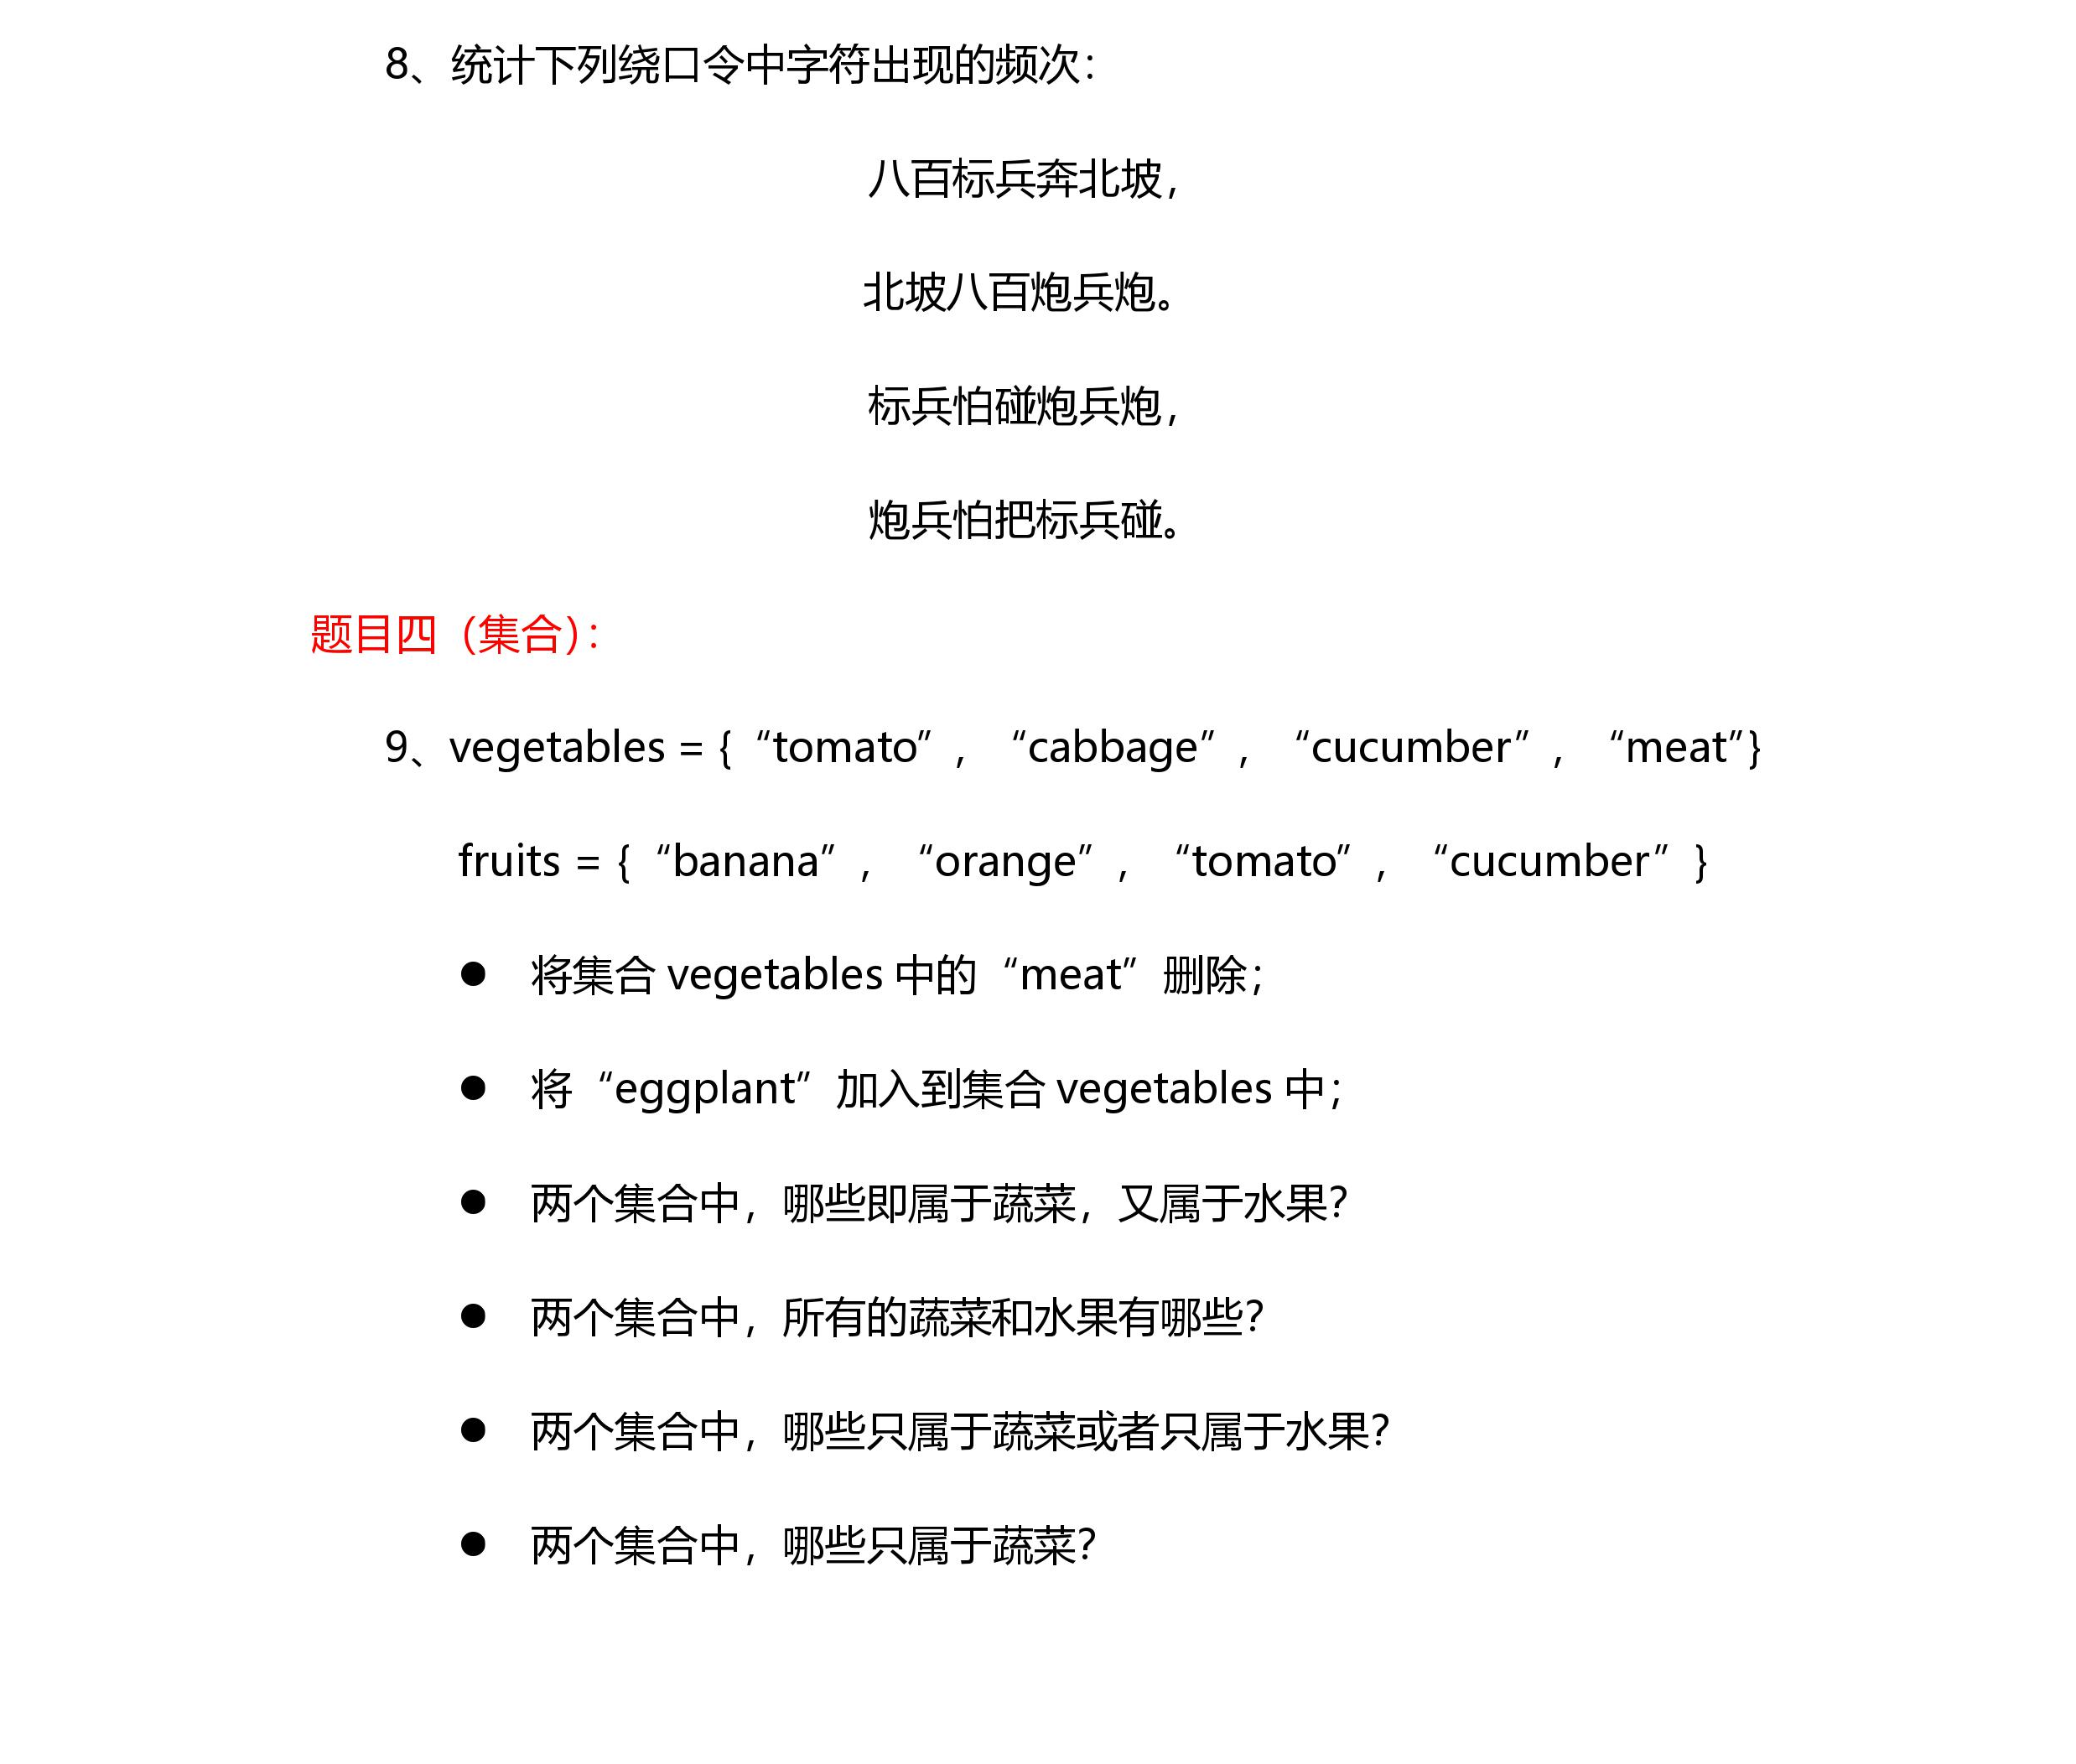 8、统计下列绕口令中字符出现的频次：
八百标兵奔北坡，
北坡八百炮兵炮。
标兵怕碰炮兵炮，
炮兵怕把标兵碰。
题目四（集合）：
9、vegetables = {“tomato”, “cabbage”, “cucumber”, “meat”}
fruits = {“banana”, “orange”, “tomato”, “cucumber”}
● 将集合 vegetables 中的“meat”删除；
● 将“eggplant”加入到集合 vegetables 中；
● 两个集合中，哪些即属于蔬菜，又属于水果？
● 两个集合中，所有的蔬菜和水果有哪些？
● 两个集合中，哪些只属于蔬菜或者只属于水果？
● 两个集合中，哪些只属于蔬菜？